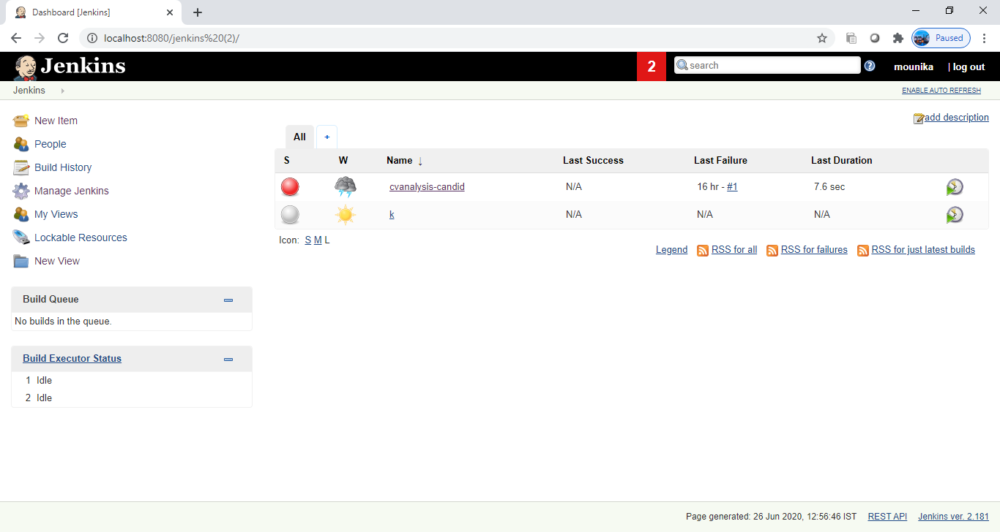 Dashboard [Jenkins]
localhost:8080/jenkins%20(2)/
Paused
Jenkins
2
search
mounika
| log out
Jenkins
ENABLE AUTO REFRESH
New Item
People
Build History
Manage Jenkins
My Views
Lockable Resources
New View
Build Queue
No builds in the queue.
Build Executor Status
1 Idle
2 Idle
add description
All +
S W Name ↓ Last Success Last Failure Last Duration
cvanalysis-candid N/A 16 hr - #1 7.6 sec
k N/A N/A N/A
Icon: S M L
Legend RSS for all RSS for failures RSS for just latest builds
Page generated: 26 Jun 2020, 12:56:46 IST REST API Jenkins ver. 2.181